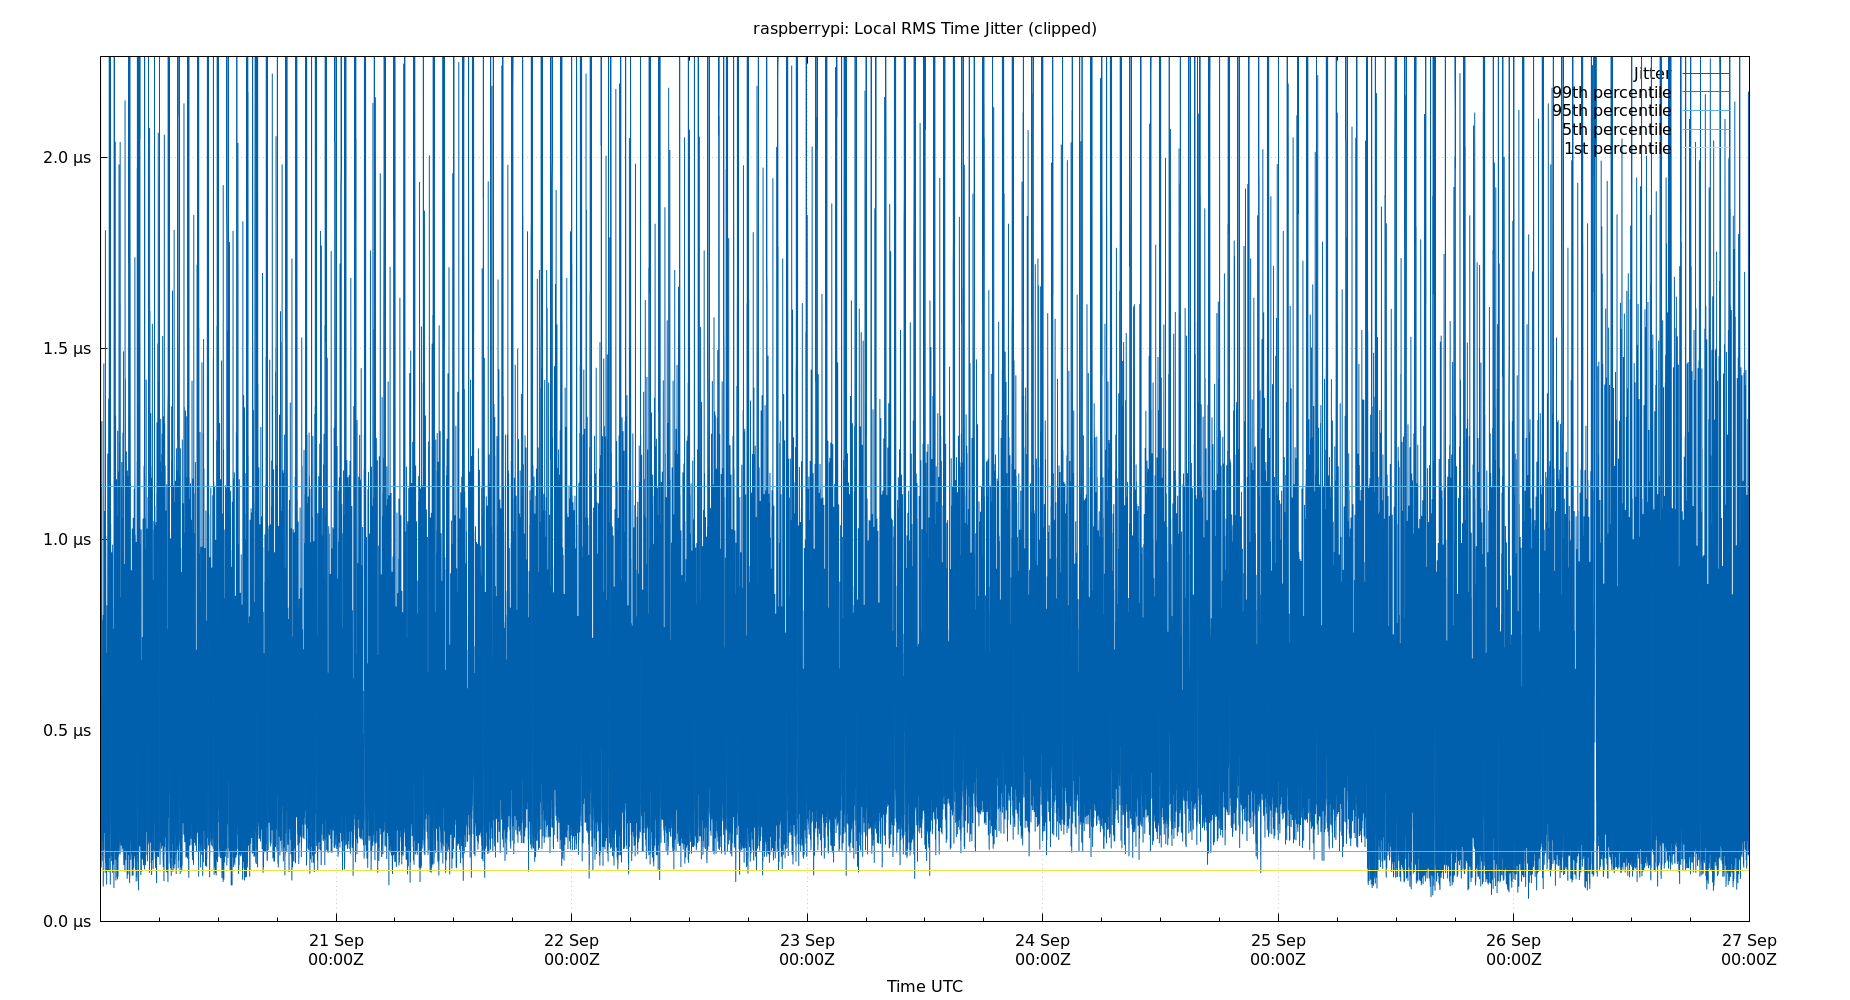 raspberrypi: Local RMS Time Jitter (clipped)
Jitter
99th percentile
95th percentile
5th percentile
1st percentile
2.0 μs
1.5 μs
1.0 μs
0.5 μs
0.0 μs
21 Sep
00:00Z
22 Sep
00:00Z
23 Sep
00:00Z
24 Sep
00:00Z
25 Sep
00:00Z
26 Sep
00:00Z
27 Sep
00:00Z
Time UTC